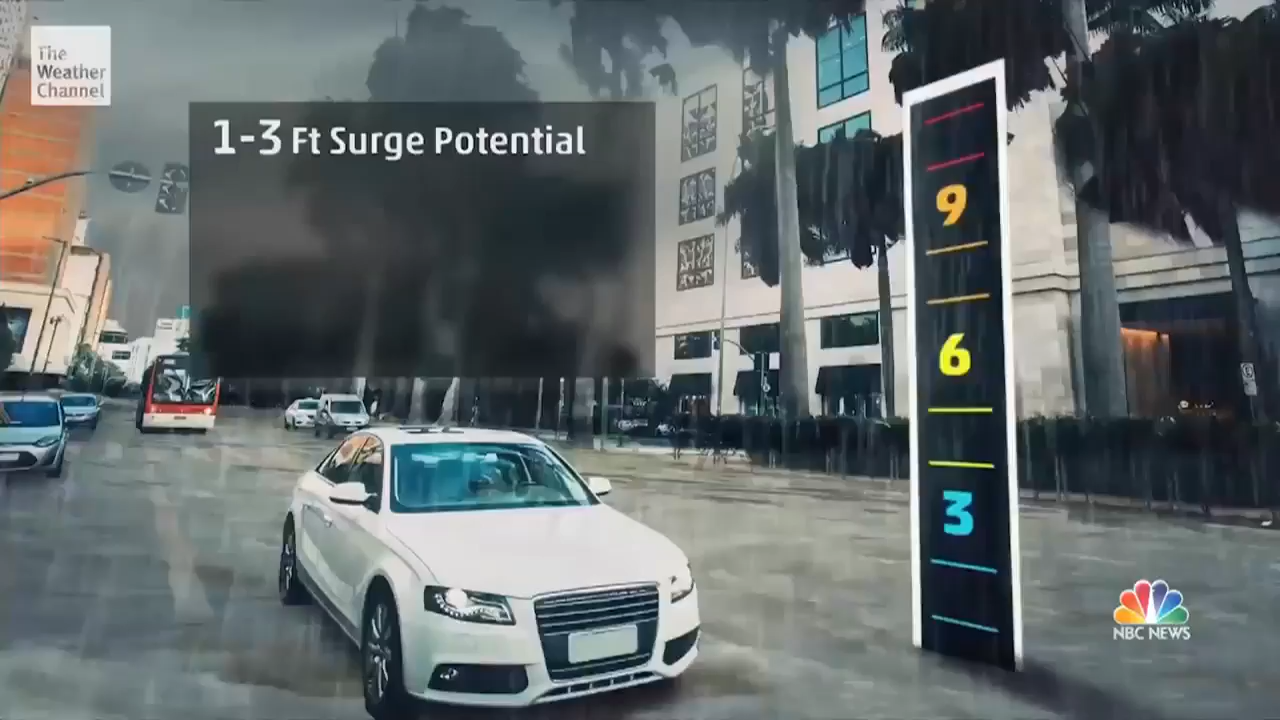 The
Weather
Channel
1-3 Ft Surge Potential
9
6
3
NBC NEWS